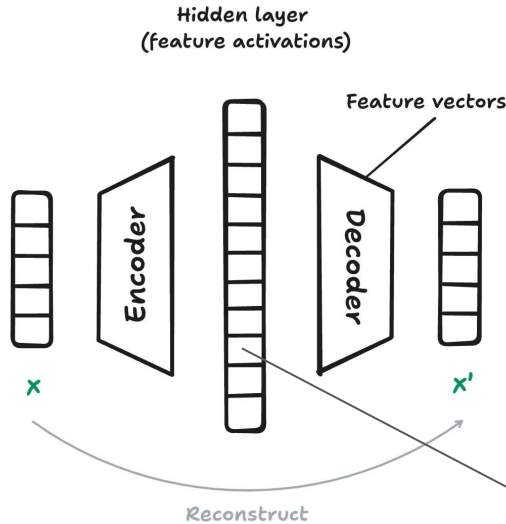 Hidden layer
(feature activations)
Feature vectors
Encoder
Decoder
x
x'
Reconstruct